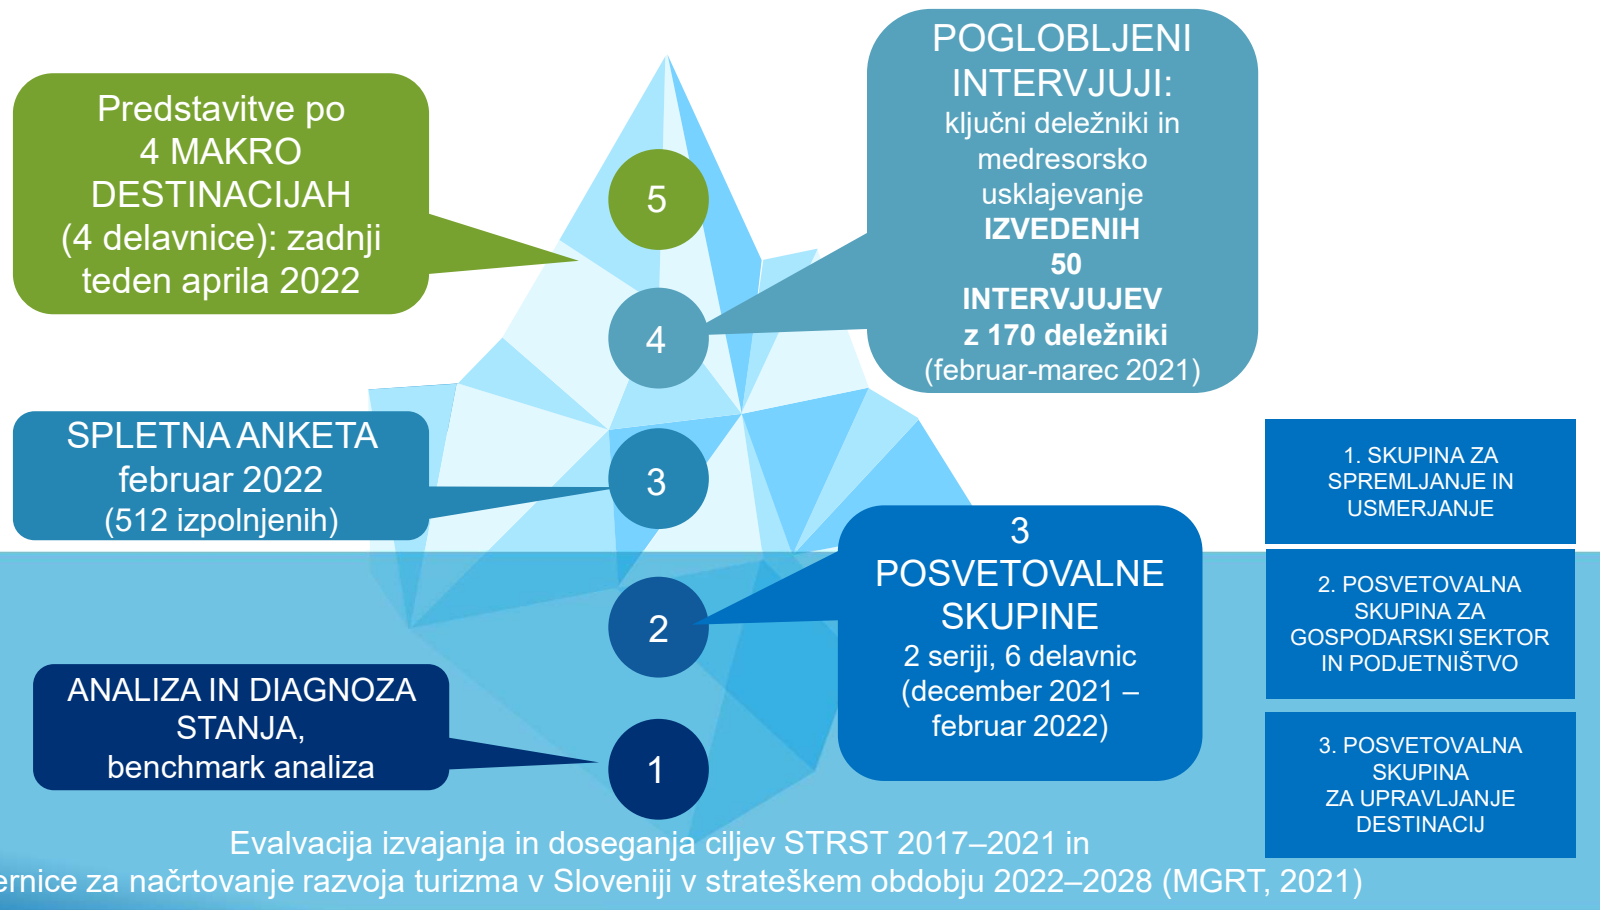 Predstavitve po
4 MAKRO
DESTINACIJAH
(4 delavnice): zadnji
teden aprila 2022
5
POGLOBLJENI
INTERVJUJI:
ključni deležniki in
medresorsko
usklajevanje
IZVEDENIH
50
INTERVJUJEV
z 170 deležniki
(februar-marec 2021)
4
SPLETNA ANKETA
februar 2022
(512 izpolnjenih)
3
3
POSVETOVALNE
SKUPINE
2 seriji, 6 delavnic
(december 2021 –
februar 2022)
2
1. SKUPINA ZA
SPREMLJANJE IN
USMERJANJE
2. POSVETOVALNA
SKUPINA ZA
GOSPODARSKI SEKTOR
IN PODJETNIŠTVO
3. POSVETOVALNA
SKUPINA
ZA UPRAVLJANJE
DESTINACIJ
ANALIZA IN DIAGNOZA
STANJA,
benchmark analiza
1
Evalvacija izvajanja in doseganja ciljev STRST 2017–2021 in
ernice za načrtovanje razvoja turizma v Sloveniji v strateškem obdobju 2022–2028 (MGRT, 2021)